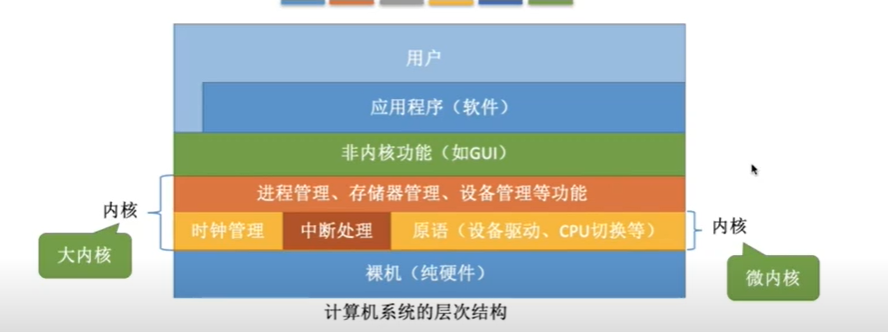 用户
应用程序（软件）
非内核功能（如GUI）
进程管理、存储器管理、设备管理等功能
内核
时钟管理 中断处理 原语（设备驱动、CPU切换等）
内核
大内核
裸机（纯硬件）
微内核
计算机系统的层次结构